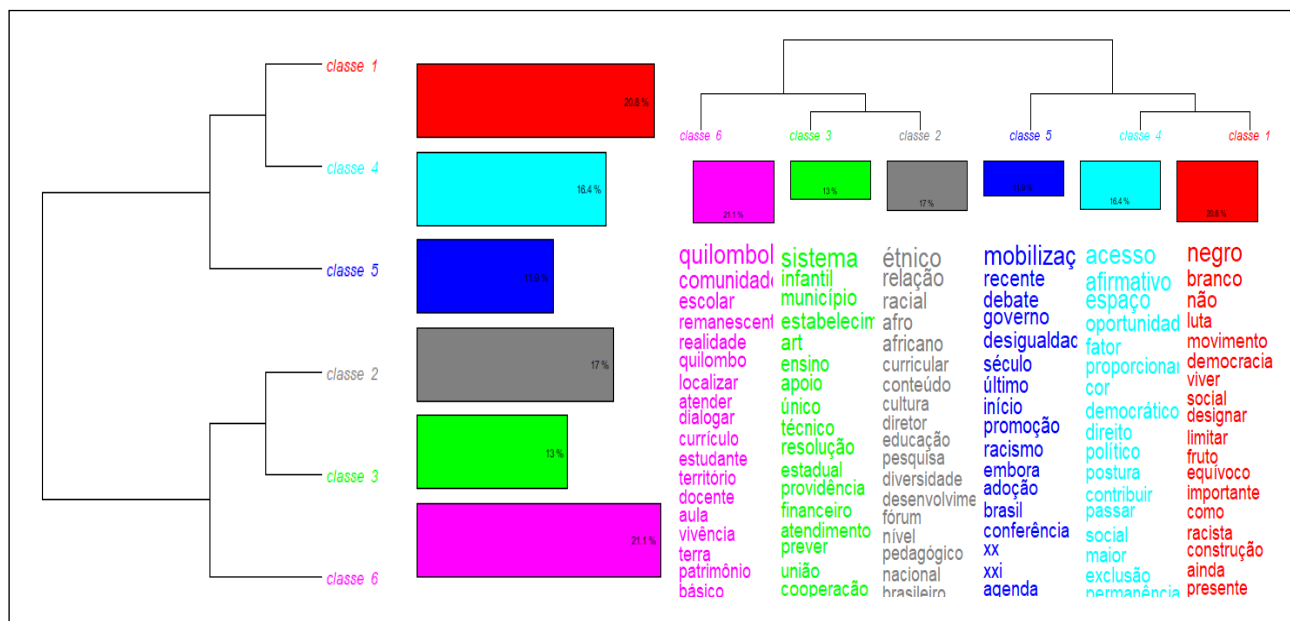 classe 1
20.8 %
classe 4
16.4 %
classe 5
11.9 %
classe 2
17 %
classe 3
13 %
classe 6
21.1 %
classe 6 classe 3 classe 2 classe 5 classe 4 classe 1
21.1 % 13 % 17 % 11.9 % 16.4 % 20.8 %
quilombol
comunidad
escolar
remanescent
realidade
quilombo
localizar
atender
dialogar
currículo
estudante
território
docente
aula
vivência
terra
patrimônio
básico
sistema
infantil
município
estabelecim
art
ensino
apoio
único
técnico
resolução
estadual
providência
financeiro
atendimento
prever
união
cooperação
étnico
relação
racial
afro
africano
curricular
conteúdo
cultura
diretor
educação
pesquisa
diversidade
desenvolvime
fórum
nível
pedagógico
nacional
brasileiro
mobilizaç
recente
debate
governo
desigualdad
século
último
início
promoção
racismo
embora
adoção
brasil
conferência
xx
xxi
agenda
acesso
afirmativo
espaço
oportunidad
fator
proporcionar
cor
democrático
direito
político
postura
contribuir
passar
social
maior
exclusão
permanência
negro
branco
não
luta
movimento
democracia
viver
social
designar
limitar
fruto
equívoco
importante
como
racista
construção
ainda
presente